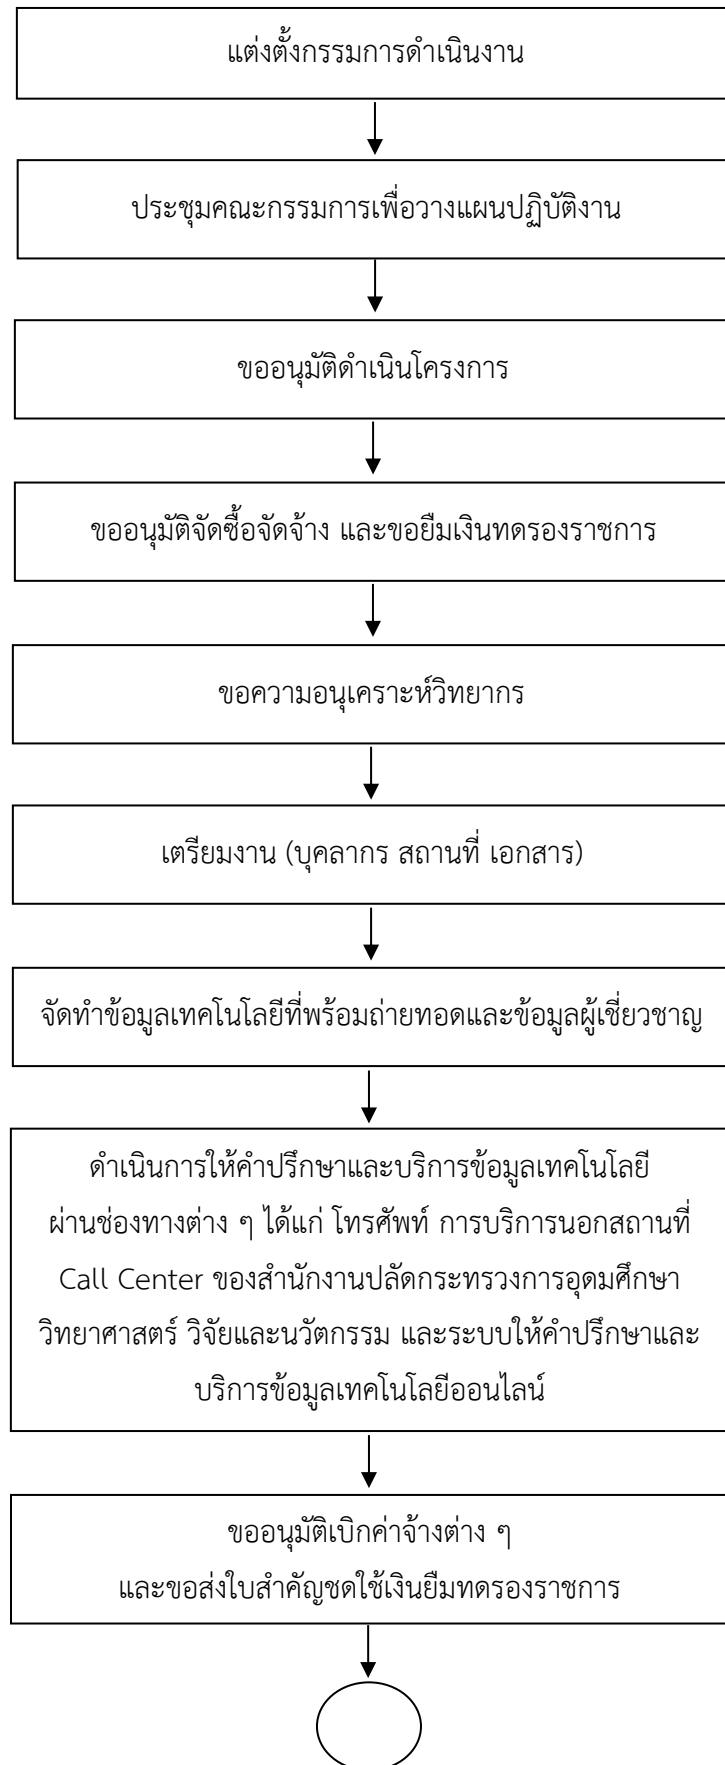 แต่งตั้งกรรมการดำเนินงาน
ประชุมคณะกรรมการเพื่อวางแผนปฏิบัติงาน
ขออนุมัติดำเนินโครงการ
ขออนุมัติจัดซื้อจัดจ้าง และขอยืมเงินทดรองราชการ
ขอความอนุเคราะห์วิทยากร
เตรียมงาน (บุคลากร สถานที่ เอกสาร)
จัดทำข้อมูลเทคโนโลยีที่พร้อมถ่ายทอดและข้อมูลผู้เชี่ยวชาญ
ดำเนินการให้คำปรึกษาและบริการข้อมูลเทคโนโลยี
ผ่านช่องทางต่าง ๆ ได้แก่ โทรศัพท์ การบริการนอกสถานที่
Call Center ของสำนักงานปลัดกระทรวงการอุดมศึกษา
วิทยาศาสตร์ วิจัยและนวัตกรรม และระบบให้คำปรึกษาและ
บริการข้อมูลเทคโนโลยีออนไลน์
ขออนุมัติเบิกค่าจ้างต่าง ๆ
และขอส่งใบสำคัญชดใช้เงินยืมทดรองราชการ